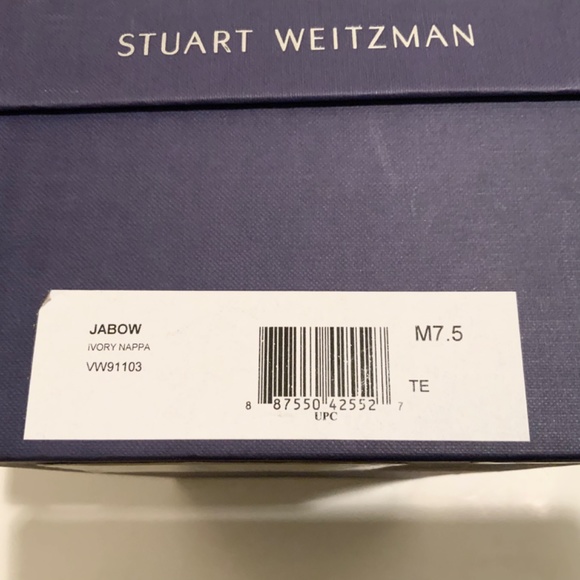 STUART WEITZMAN
JABOW
IVORY NAPPA
VW91103
M7.5
TE
8 87550 42552 7
UPC